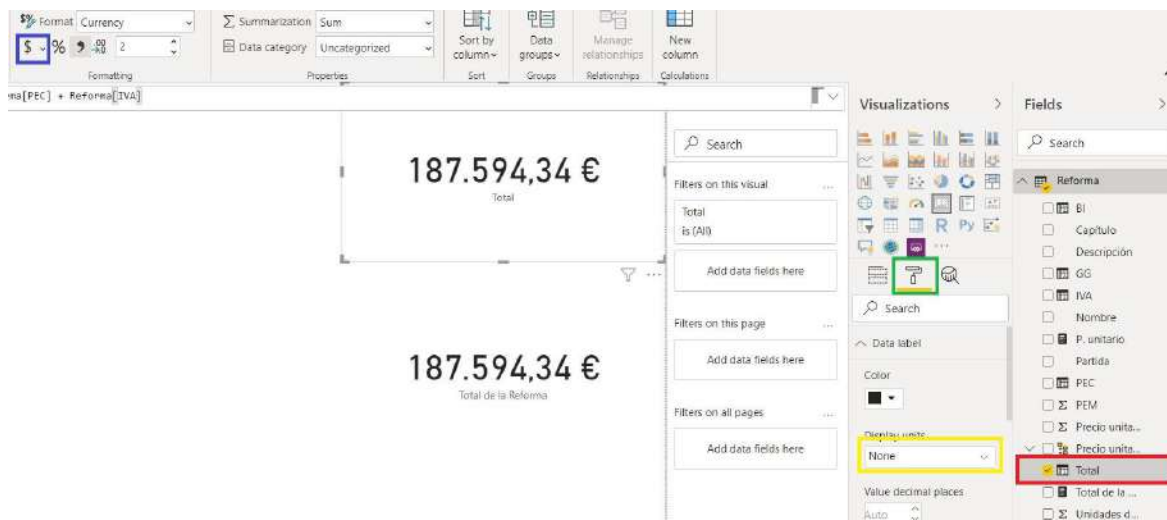 $% Format Currency
Σ Summarization Sum
$ % 9 .00 2
Data category Uncategorized
Sort by
column
Data
groups
Manage
relationships
New
column
Formatting
Properties
Sort
Groups
Relationships
Calculations
ma[PEC] + Reforma[IVA]
187.594,34 €
Total
187.594,34 €
Total de la Reforma
Search
Filters on this visual ...
Total
is (All)
Add data fields here
Filters on this page ...
Add data fields here
Filters on all pages ...
Add data fields here
Visualizations >
R Py
...
Search
Data label
Color
Display units
None
Value decimal places
Auto
Fields >
Search
Reforma
BI
Capítulo
Descripción
GG
IVA
Nombre
P. unitario
Partida
PEC
Σ PEM
Σ Precio unita...
Precio unita...
Total
Total de la ...
Σ Unidades d...